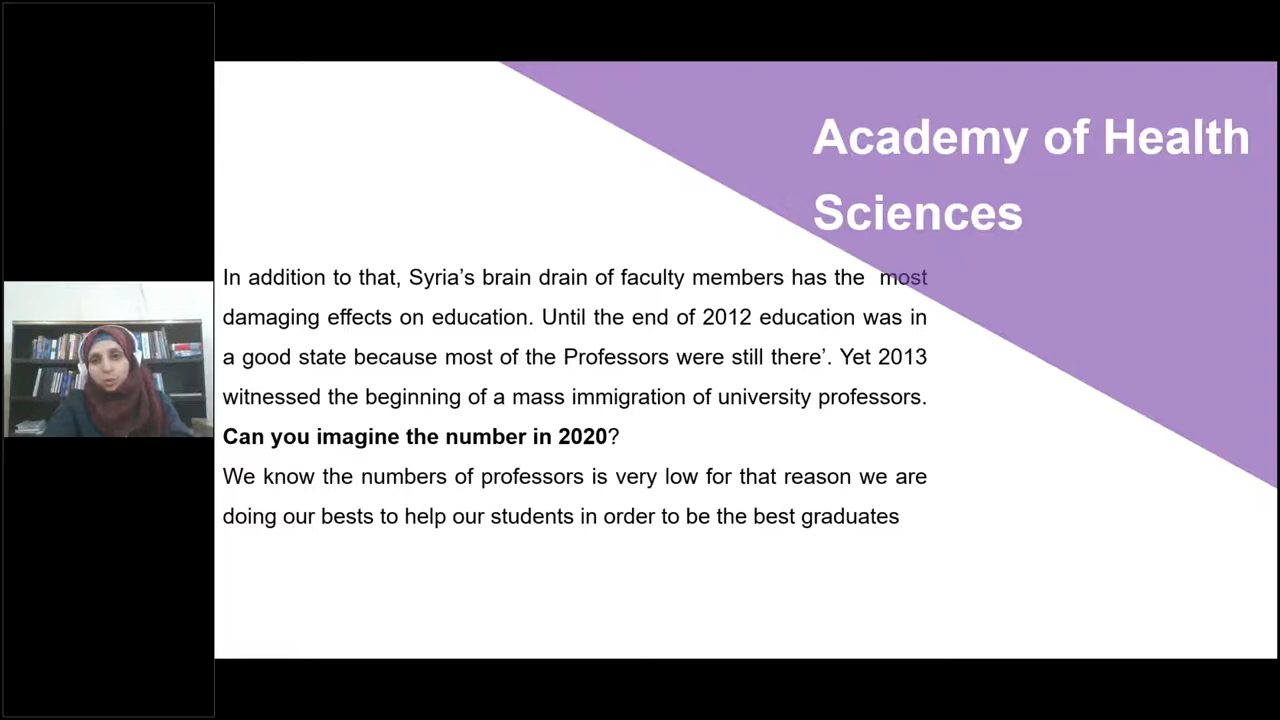 Academy of Health
Sciences
In addition to that, Syria’s brain drain of faculty members has the most
damaging effects on education. Until the end of 2012 education was in
a good state because most of the Professors were still there’. Yet 2013
witnessed the beginning of a mass immigration of university professors.
Can you imagine the number in 2020?
We know the numbers of professors is very low for that reason we are
doing our bests to help our students in order to be the best graduates